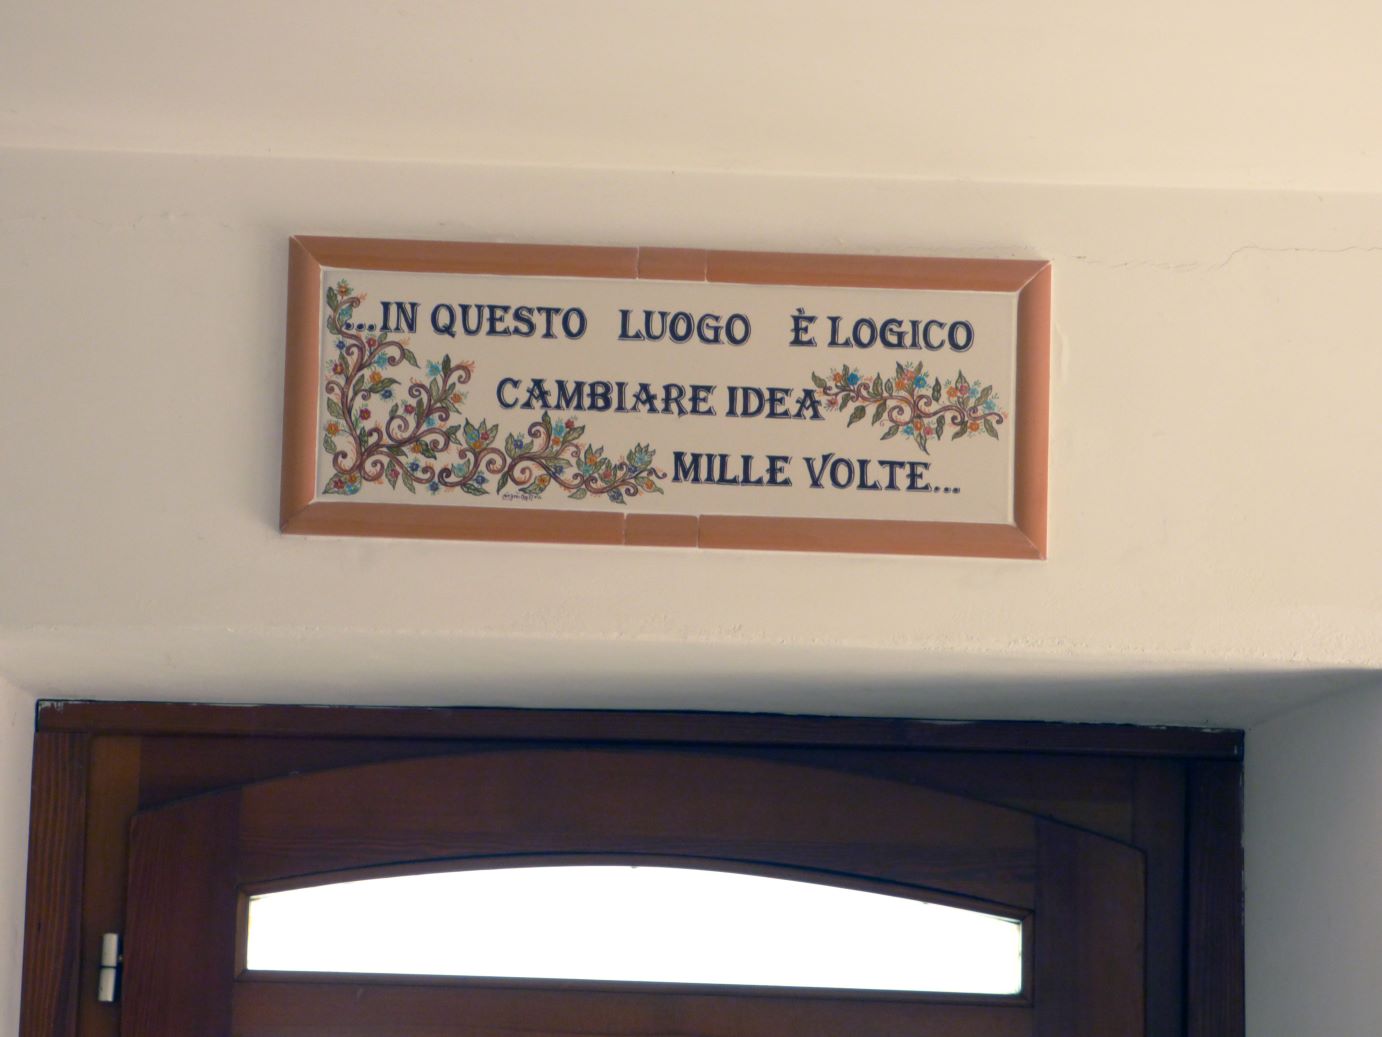 ...IN QUESTO LUOGO È LOGICO
CAMBIARE IDEA
MILLE VOLTE...